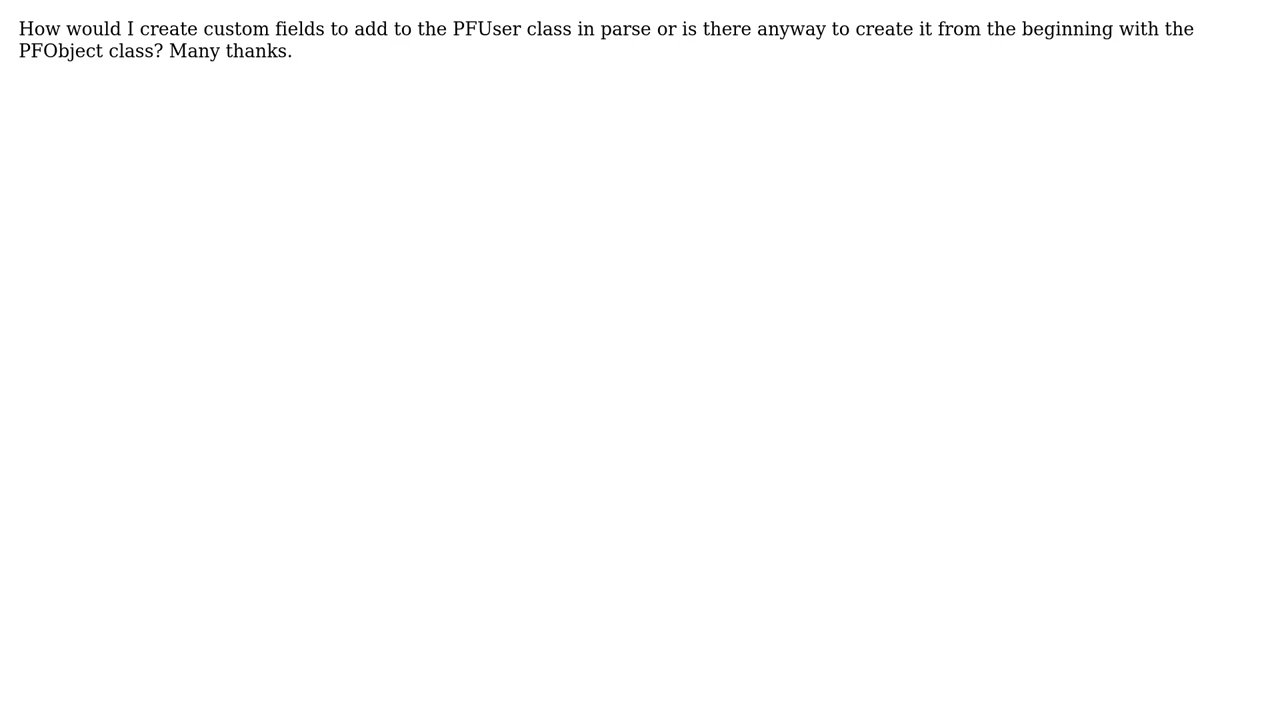 How would I create custom fields to add to the PFUser class in parse or is there anyway to create it from the beginning with the
PFObject class? Many thanks.